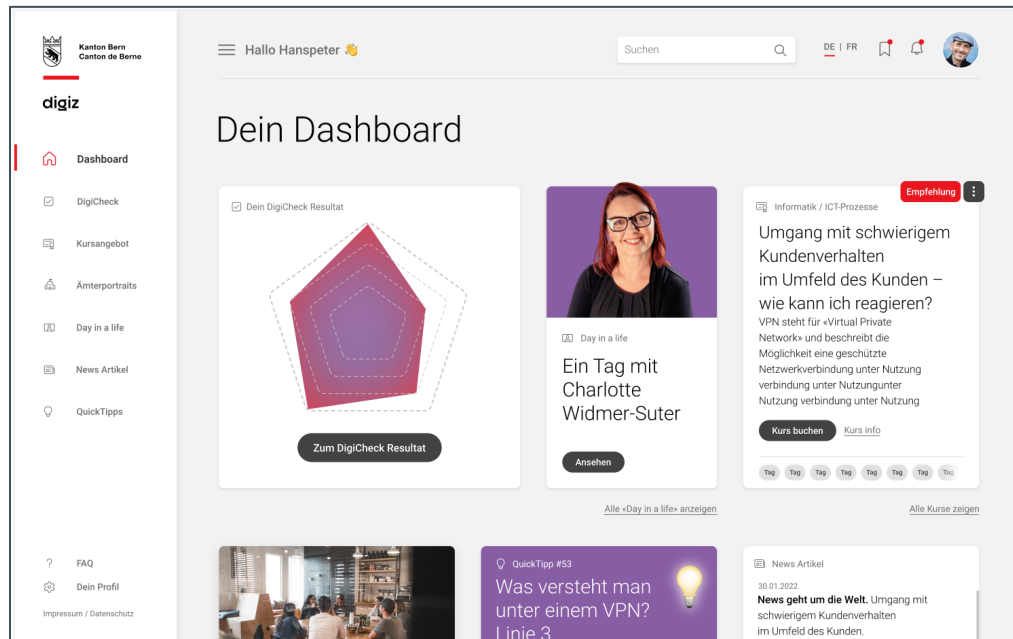 Kanton Bern
Canton de Berne
digiz
Dashboard
DigiCheck
Kursangebot
Ämterportraits
Day in a life
News Artikel
QuickTipps
? FAQ
Dein Profil
Impressum / Datenschutz
Hallo Hanspeter 👋
Suchen
DE | FR
Dein Dashboard
Dein DigiCheck Resultat
Zum DigiCheck Resultat
Day in a life
Ein Tag mit
Charlotte
Widmer-Suter
Ansehen
Alle «Day in a life» anzeigen
Empfehlung
Informatik / ICT-Prozesse
Umgang mit schwierigem
Kundenverhalten
im Umfeld des Kunden –
wie kann ich reagieren?
VPN steht für «Virtual Private
Network» und beschreibt die
Möglichkeit eine geschützte
Netzwerkverbindung unter Nutzung
verbindung unter Nutzungunter
Nutzung verbindung unter Nutzung
Kurs buchen Kurs info
Tag Tag Tag Tag Tag Tag Tag Tag
Alle Kurse zeigen
QuickTipp #53
Was versteht man
unter einem VPN?
Linie 3
News Artikel
30.01.2022
News geht um die Welt. Umgang mit
schwierigem Kundenverhalten
im Umfeld des Kunden.